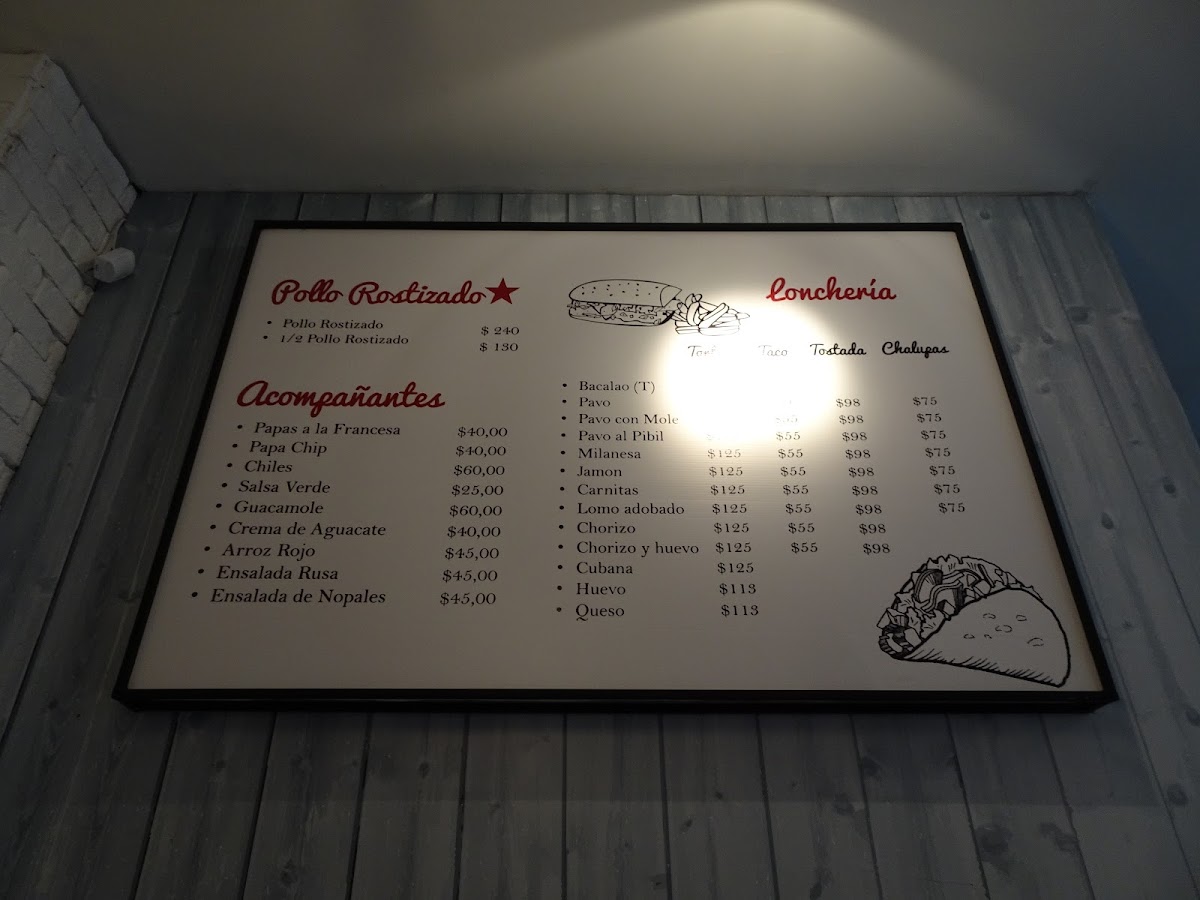 Pollo Rostizado
• Pollo Rostizado $ 240
• 1/2 Pollo Rostizado $ 130
Acompañantes
• Papas a la Francesa $40,00
• Papa Chip $40,00
• Chiles $60,00
• Salsa Verde $25,00
• Guacamole $60,00
• Crema de Aguacate $40,00
• Arroz Rojo $45,00
• Ensalada Rusa $45,00
• Ensalada de Nopales $45,00
Lonchería
Taco Tostada Chalupas
• Bacalao (T)
• Pavo $98 $75
• Pavo con Mole $55 $98 $75
• Pavo al Pibil $55 $98 $75
• Milanesa $125 $55 $98 $75
• Jamon $125 $55 $98 $75
• Carnitas $125 $55 $98 $75
• Lomo adobado $125 $55 $98 $75
• Chorizo $125 $55 $98
• Chorizo y huevo $125 $55 $98
• Cubana $125
• Huevo $113
• Queso $113